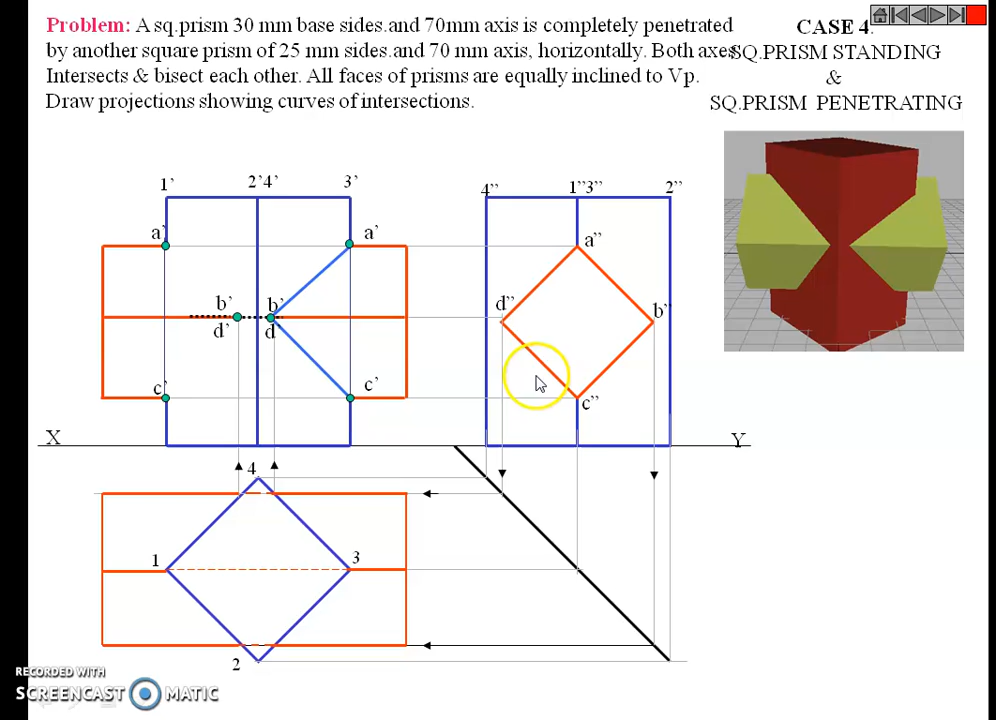 Problem: A sq.prism 30 mm base sides.and 70mm axis is completely penetrated
by another square prism of 25 mm sides.and 70 mm axis, horizontally. Both axes
Intersects & bisect each other. All faces of prisms are equally inclined to Vp.
Draw projections showing curves of intersections.
CASE 4.
SQ.PRISM STANDING
&
SQ.PRISM PENETRATING
1' 2'4' 3' 4" 1"3" 2"
a' a' a"
b' b' d" b"
d' d
c' c' c"
X Y
4
1 3
2
RECORDED WITH
SCREENCAST MATIC